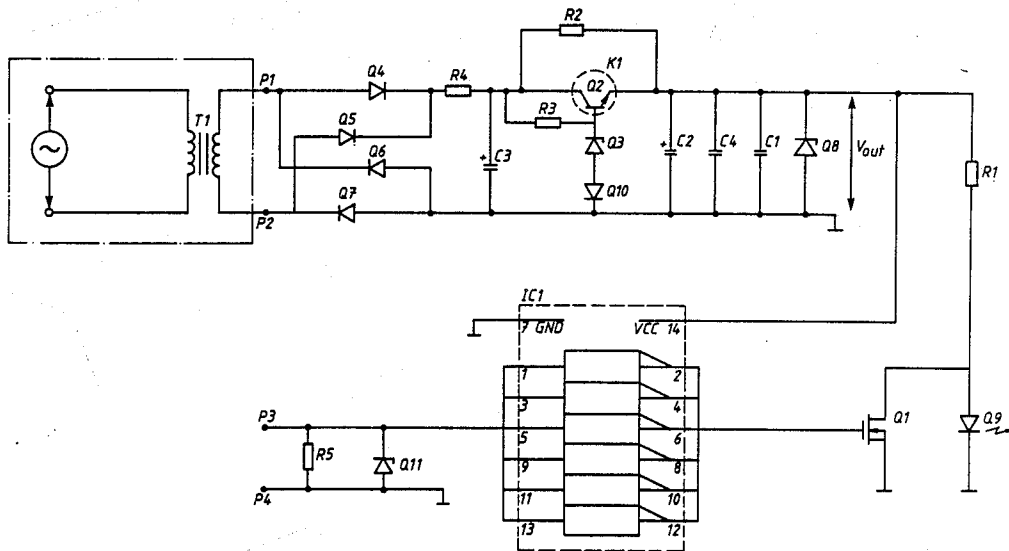 R2
K1
P1
Q4
R4
Q2
T1
Q5
R3
Q6
+
C3
Q3
+
C2
C4
C1
Q8
Vout
R1
Q7
Q10
P2
IC1
7 GND
VCC 14
1
2
3
4
P3
5
6
Q1
Q9
R5
Q11
9
8
P4
11
10
13
12